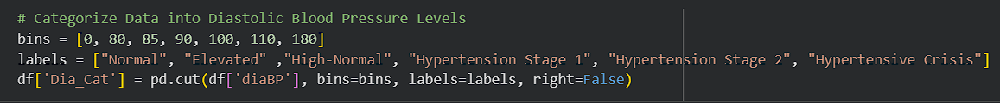 # Categorize Data into Diastolic Blood Pressure Levels
bins = [0, 80, 85, 90, 100, 110, 180]
labels = ["Normal", "Elevated" ,"High-Normal", "Hypertension Stage 1", "Hypertension Stage 2", "Hypertensive Crisis"]
df['Dia_Cat'] = pd.cut(df['diaBP'], bins=bins, labels=labels, right=False)